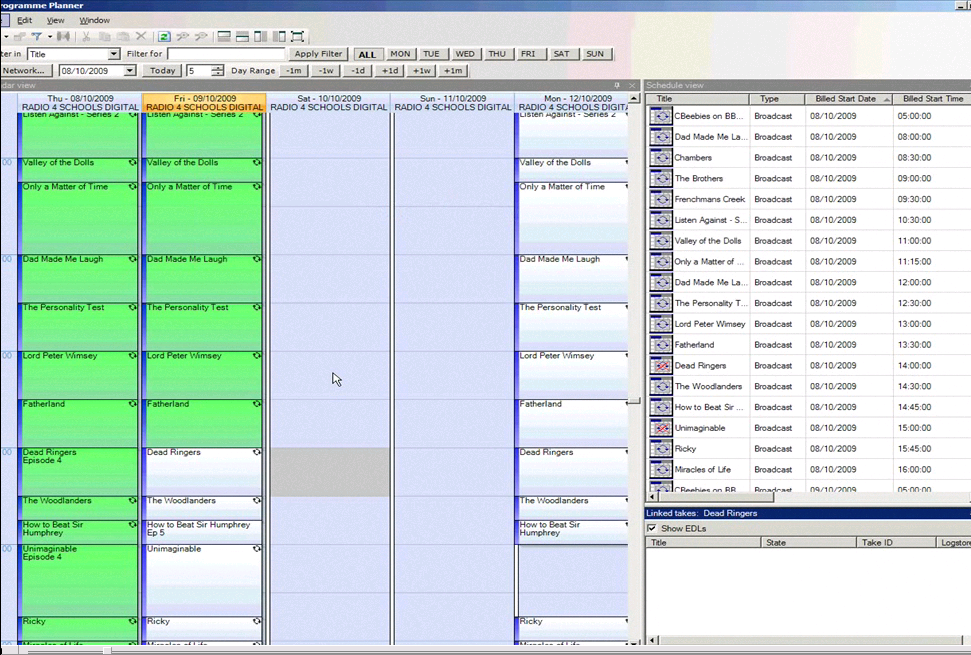 rogramme Planner
Edit View Window
er in Title Filter for Apply Filter ALL MON TUE WED THU FRI SAT SUN
Network... 08/10/2009 Today 5 Day Range -1m -1w -1d +1d +1w +1m
dar view
Thu - 08/10/2009 Fri - 09/10/2009 Sat - 10/10/2009 Sun - 11/10/2009 Mon - 12/10/20
RADIO 4 SCHOOLS DIGITAL RADIO 4 SCHOOLS DIGITAL RADIO 4 SCHOOLS DIGITAL RADIO 4 SCHOOLS DIGITAL RADIO 4 SCHOOLS DIGITA
Listen Against - Series 2 Listen Against - Series 2 Listen Against - Series 2
00 Valley of the Dolls Valley of the Dolls Valley of the Dolls
Only a Matter of Time Only a Matter of Time Only a Matter of Time
00 Dad Made Me Laugh Dad Made Me Laugh Dad Made Me Laugh
The Personality Test The Personality Test The Personality Test
00 Lord Peter Wimsey Lord Peter Wimsey Lord Peter Wimsey
Fatherland Fatherland Fatherland
00 Dead Ringers Dead Ringers Dead Ringers
Episode 4
The Woodlanders The Woodlanders The Woodlanders
How to Beat Sir How to Beat Sir Humphrey How to Beat Sir
Humphrey Ep 5 Humphrey
00 Unimaginable Unimaginable
Episode 4
Ricky Ricky Ricky
Miracles of Life Miracles of Life Miracles of Life
Schedule view
Title Type Billed Start Date Billed Start Time
CBeebies on BB... Broadcast 08/10/2009 05:00:00
Dad Made Me La... Broadcast 08/10/2009 08:00:00
Chambers Broadcast 08/10/2009 08:30:00
The Brothers Broadcast 08/10/2009 09:00:00
Frenchmans Creek Broadcast 08/10/2009 09:30:00
Listen Against - S... Broadcast 08/10/2009 10:30:00
Valley of the Dolls Broadcast 08/10/2009 11:00:00
Only a Matter of ... Broadcast 08/10/2009 11:15:00
Dad Made Me La... Broadcast 08/10/2009 12:00:00
The Personality T... Broadcast 08/10/2009 12:30:00
Lord Peter Wimsey Broadcast 08/10/2009 13:00:00
Fatherland Broadcast 08/10/2009 13:30:00
Dead Ringers Broadcast 08/10/2009 14:00:00
The Woodlanders Broadcast 08/10/2009 14:30:00
How to Beat Sir ... Broadcast 08/10/2009 14:45:00
Unimaginable Broadcast 08/10/2009 15:00:00
Ricky Broadcast 08/10/2009 15:45:00
Miracles of Life Broadcast 08/10/2009 16:00:00
CBeebies on BB... Broadcast 09/10/2009 05:00:00
Linked takes: Dead Ringers
Show EDLs
Title State Take ID Logstore